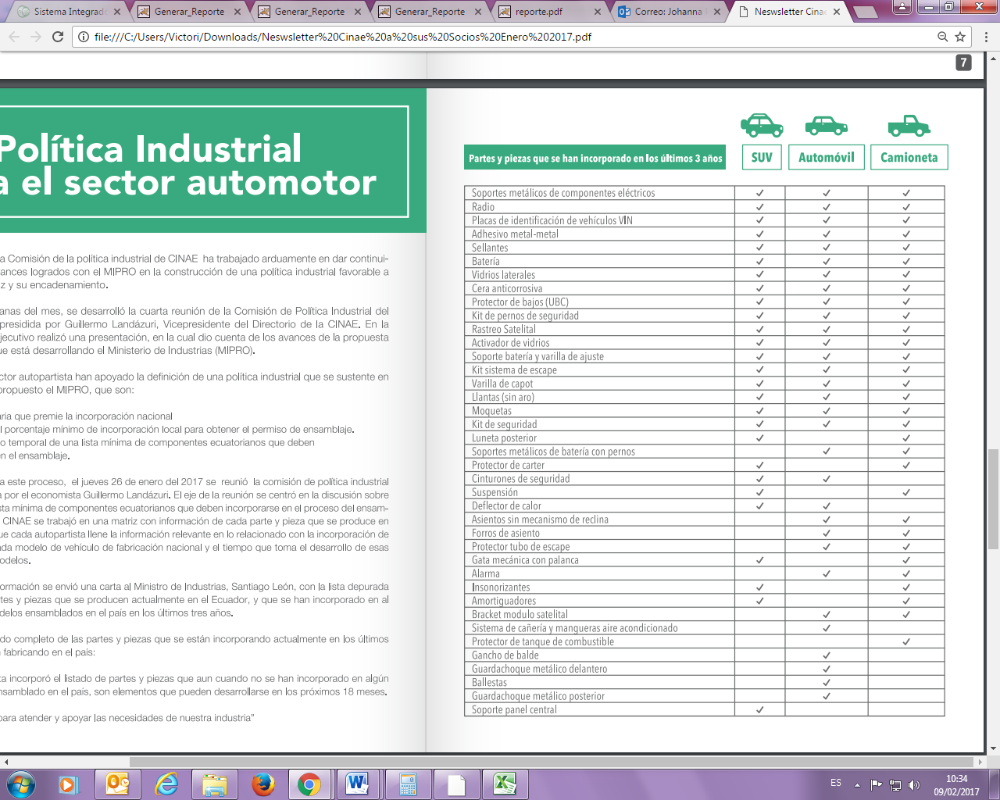 Sistema Integrad
Generar_Reporte
Generar_Reporte
Generar_Reporte
reporte.pdf
Correo: Johanna
Neswsletter Cina
file:///C:/Users/Victori/Downloads/Neswsletter%20Cinae%20a%20sus%20Socios%20Enero%202017.pdf
7
Política Industrial
a el sector automotor
a Comisión de la política industrial de CINAE ha trabajado arduamente en dar continui-
ances logrados con el MIPRO en la construcción de una política industrial favorable a
z y su encadenamiento.
anas del mes, se desarrolló la cuarta reunión de la Comisión de Política Industrial del
presidida por Guillermo Landázuri, Vicepresidente del Directorio de la CINAE. En la
jecutivo realizó una presentación, en la cual dio cuenta de los avances de la propuesta
ue está desarrollando el Ministerio de Industrias (MIPRO).
ctor autopartista han apoyado la definición de una política industrial que se sustente en
propuesto el MIPRO, que son:
aria que premie la incorporación nacional
l porcentaje mínimo de incorporación local para obtener el permiso de ensamblaje.
o temporal de una lista mínima de componentes ecuatorianos que deben
en el ensamblaje.
a este proceso, el jueves 26 de enero del 2017 se reunió la comisión de política industrial
a por el economista Guillermo Landázuri. El eje de la reunión se centró en la discusión sobre
sta mínima de componentes ecuatorianos que deben incorporarse en el proceso del ensam-
CINAE se trabajó en una matriz con información de cada parte y pieza que se produce en
ue cada autopartista llene la información relevante en lo relacionado con la incorporación de
ada modelo de vehículo de fabricación nacional y el tiempo que toma el desarrollo de esas
odelos.
ormación se envió una carta al Ministro de Industrias, Santiago León, con la lista depurada
rtes y piezas que se producen actualmente en el Ecuador, y que se han incorporado en al
delos ensamblados en el país en los últimos tres años.
do completo de las partes y piezas que se están incorporando actualmente en los últimos
n fabricando en el país:
ta incorporó el listado de partes y piezas que aun cuando no se han incorporado en algún
nsamblado en el país, son elementos que pueden desarrollarse en los próximos 18 meses.
para atender y apoyar las necesidades de nuestra industria”
Partes y piezas que se han incorporado en los últimos 3 años SUV Automóvil Camioneta
Soportes metálicos de componentes eléctricos ✓ ✓ ✓
Radio ✓ ✓ ✓
Placas de identificación de vehículos VIN ✓ ✓ ✓
Adhesivo metal-metal ✓ ✓ ✓
Sellantes ✓ ✓ ✓
Batería ✓ ✓ ✓
Vidrios laterales ✓ ✓ ✓
Cera anticorrosiva ✓ ✓ ✓
Protector de bajos (UBC) ✓ ✓ ✓
Kit de pernos de seguridad ✓ ✓ ✓
Rastreo Satelital ✓ ✓ ✓
Activador de vidrios ✓ ✓ ✓
Soporte batería y varilla de ajuste ✓ ✓ ✓
Kit sistema de escape ✓ ✓ ✓
Varilla de capot ✓ ✓ ✓
Llantas (sin aro) ✓ ✓ ✓
Moquetas ✓ ✓ ✓
Kit de seguridad ✓ ✓ ✓
Luneta posterior ✓ ✓
Soportes metálicos de batería con pernos ✓ ✓
Protector de carter ✓ ✓
Cinturones de seguridad ✓ ✓
Suspensión ✓ ✓
Deflector de calor ✓ ✓
Asientos sin mecanismo de reclina ✓ ✓
Forros de asiento ✓ ✓
Protector tubo de escape ✓ ✓
Gata mecánica con palanca ✓ ✓
Alarma ✓ ✓
Insonorizantes ✓ ✓
Amortiguadores ✓ ✓
Bracket modulo satelital ✓ ✓
Sistema de cañería y mangueras aire acondicionado ✓
Protector de tanque de combustible ✓
Gancho de balde ✓
Guardachoque metálico delantero ✓
Ballestas ✓
Guardachoque metálico posterior ✓
Soporte panel central ✓
ES
10:34
09/02/2017